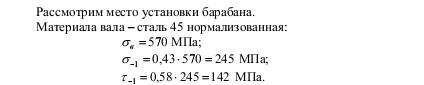 Рассмотрим место установки барабана.
Материала вала – сталь 45 нормализованная:
σ_в = 570 МПа;
σ₋₁ = 0,43 · 570 = 245 МПа;
τ₋₁ = 0,58 · 245 = 142 МПа.